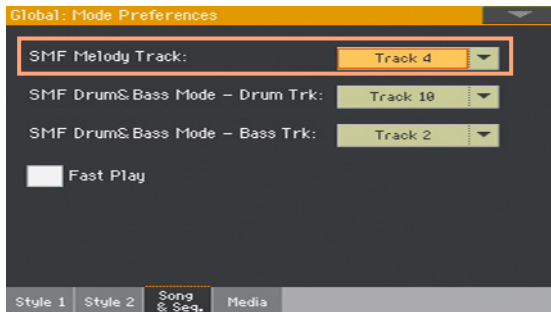 Global: Mode Preferences
SMF Melody Track: Track 4
SMF Drum&Bass Mode - Drum Trk: Track 10
SMF Drum&Bass Mode - Bass Trk: Track 2
Fast Play
Style 1 Style 2 Song & Seq. Media